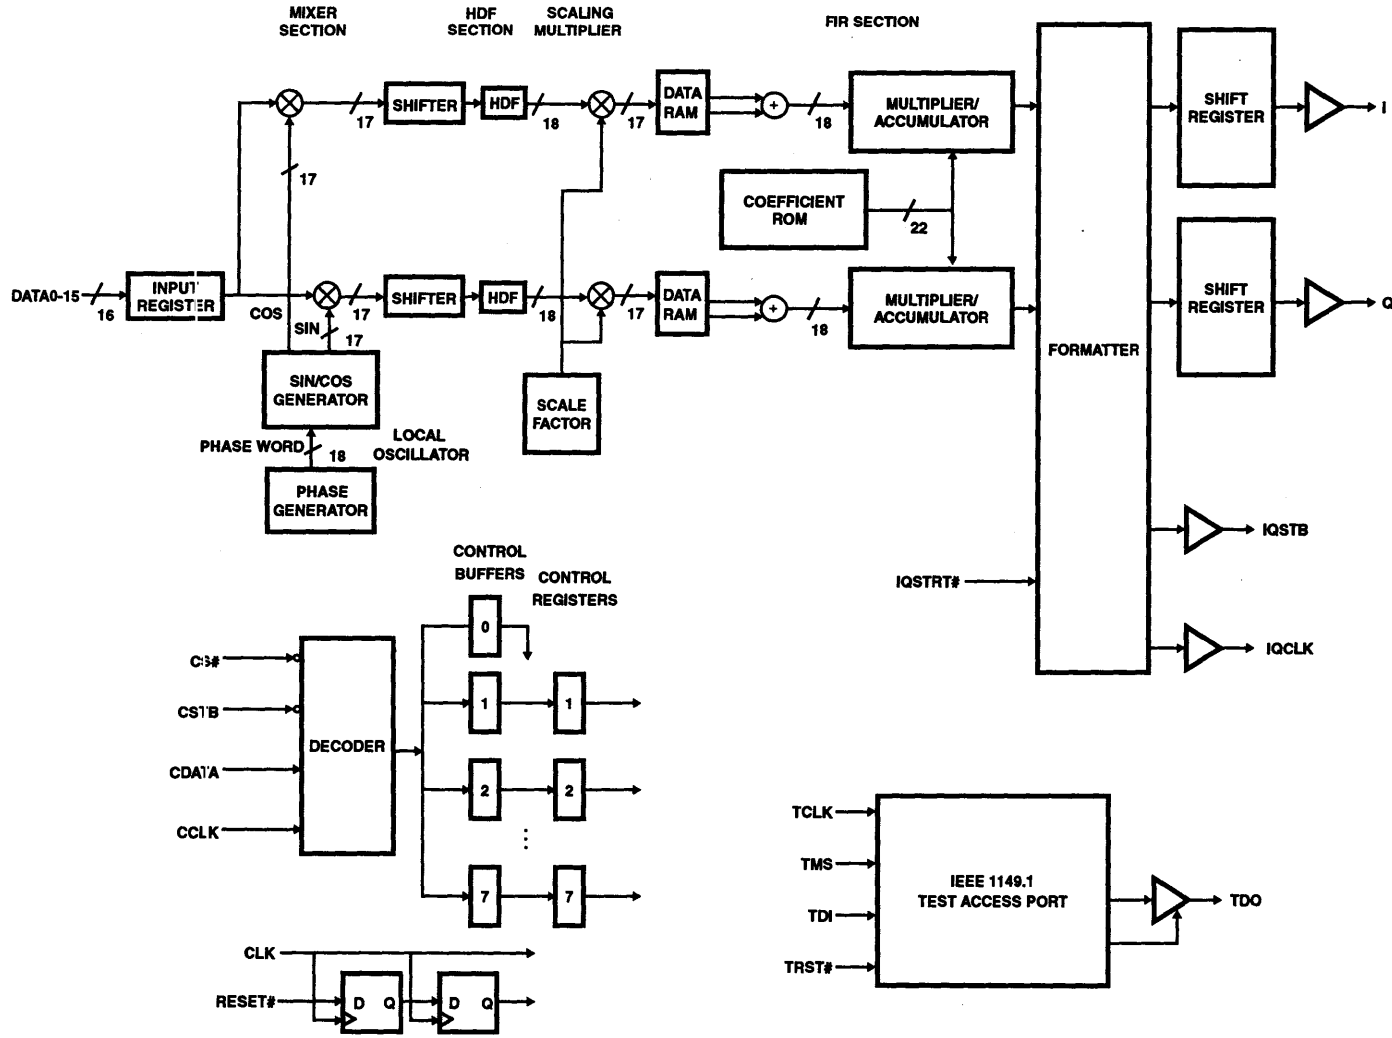 MIXER
SECTION
HDF
SECTION
SCALING
MULTIPLIER
FIR SECTION
17
SHIFTER
HDF
18
17
DATA
RAM
+
18
MULTIPLIER/
ACCUMULATOR
SHIFT
REGISTER
I
17
COEFFICIENT
ROM
22
DATA0-15
16
INPUT
REGISTER
COS
SIN
17
17
SHIFTER
HDF
18
17
DATA
RAM
+
18
MULTIPLIER/
ACCUMULATOR
FORMATTER
SHIFT
REGISTER
Q
SIN/COS
GENERATOR
SCALE
FACTOR
PHASE WORD
18
LOCAL
OSCILLATOR
PHASE
GENERATOR
IQSTB
IQSTRT#
IQCLK
CONTROL
BUFFERS
CONTROL
REGISTERS
0
CS#
CSTB
CDATA
CCLK
DECODER
1
1
2
2
⋮
7
7
CLK
RESET#
D Q
D Q
TCLK
TMS
TDI
TRST#
IEEE 1149.1
TEST ACCESS PORT
TDO